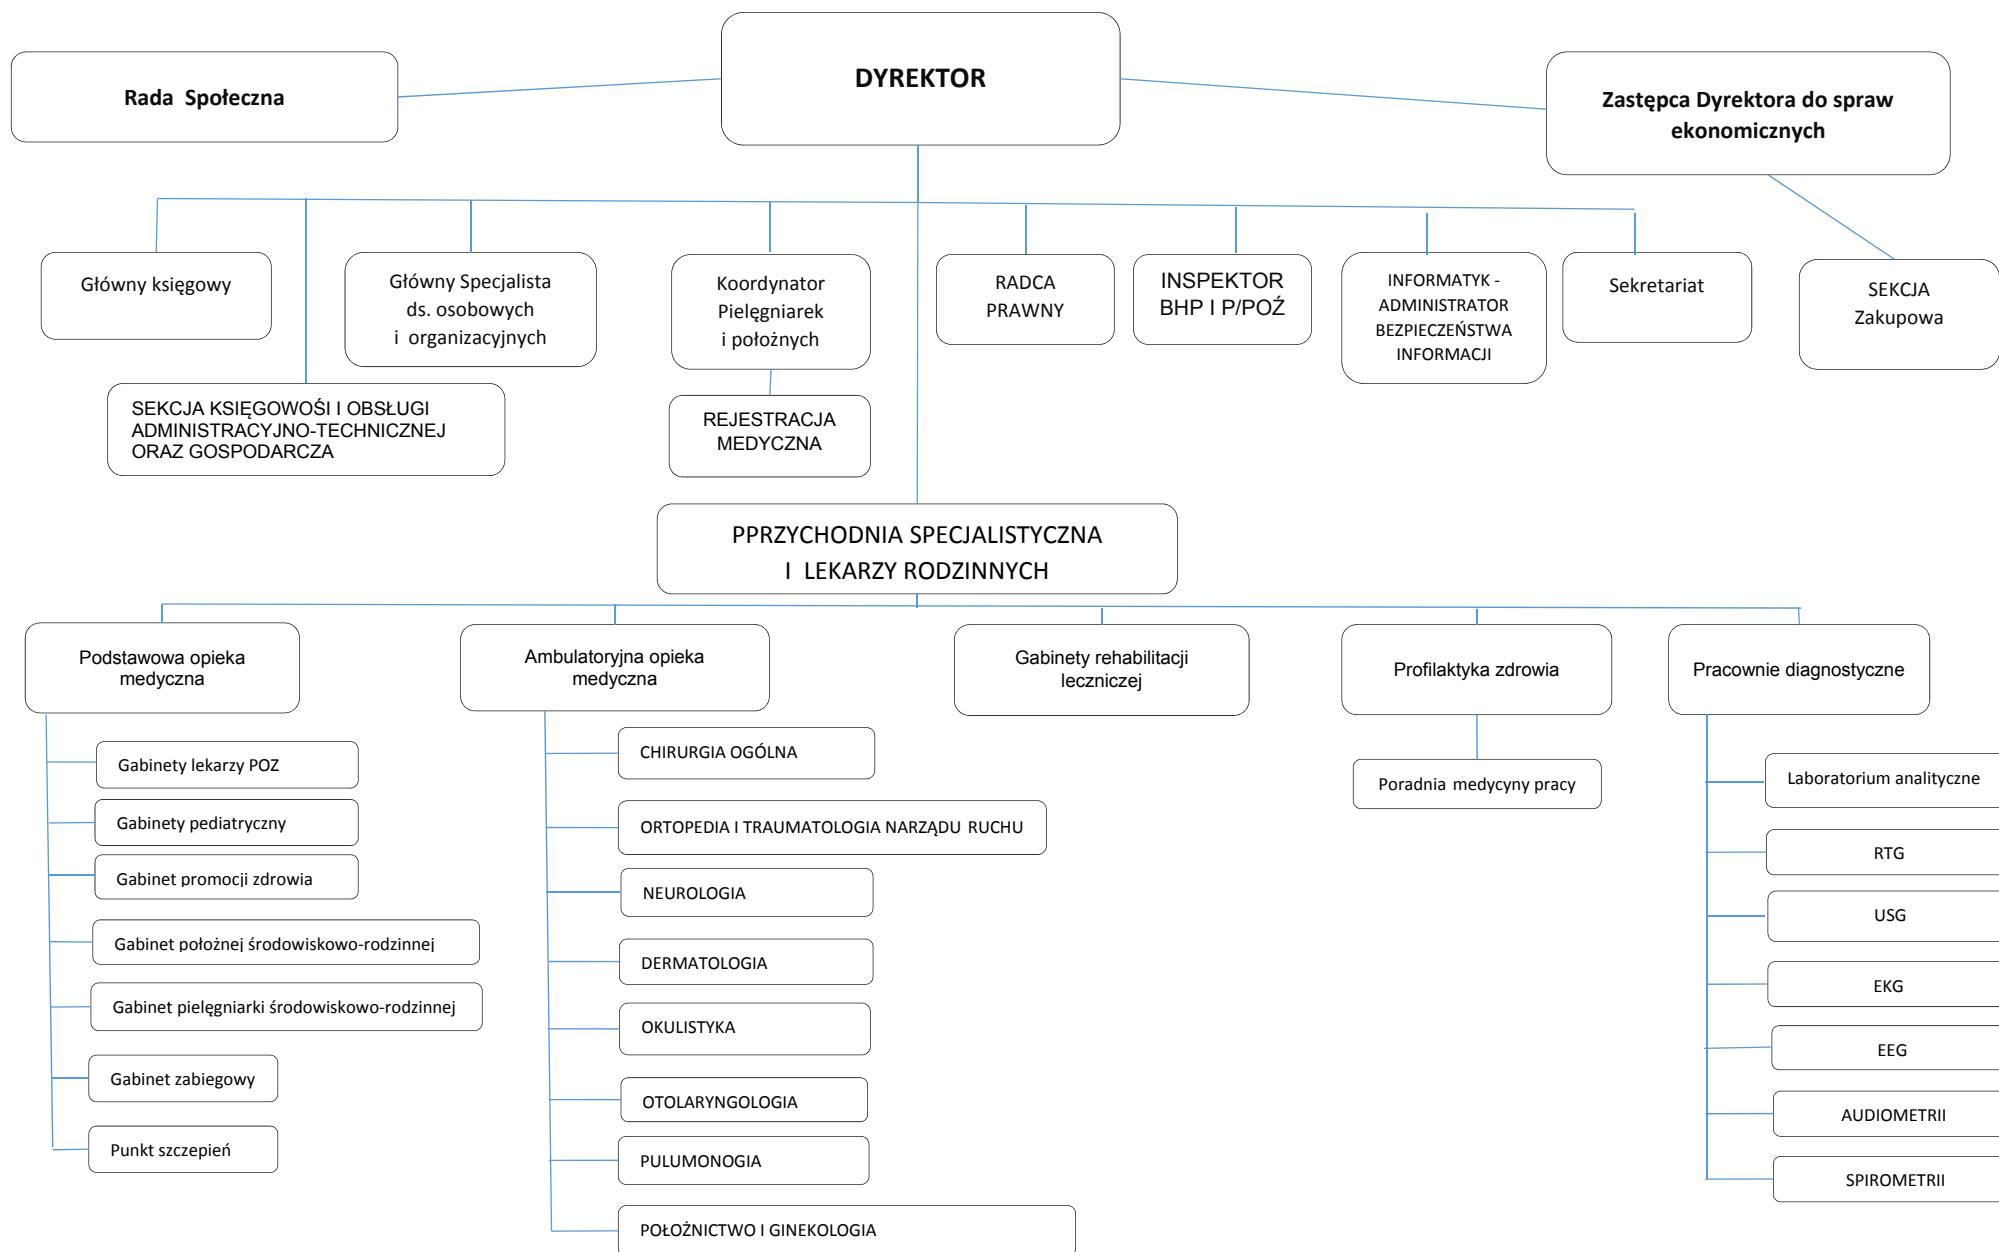 DYREKTOR
Rada Społeczna
Zastępca Dyrektora do spraw
ekonomicznych
Główny księgowy
Główny Specjalista
ds. osobowych
i organizacyjnych
Koordynator
Pielęgniarek
i położnych
RADCA
PRAWNY
INSPEKTOR
BHP I P/POŹ
INFORMATYK -
ADMINISTRATOR
BEZPIECZEŃSTWA
INFORMACJI
Sekretariat
SEKCJA
Zakupowa
SEKCJA KSIĘGOWOŚI I OBSŁUGI
ADMINISTRACYJNO-TECHNICZNEJ
ORAZ GOSPODARCZA
REJESTRACJA
MEDYCZNA
PPRZYCHODNIA SPECJALISTYCZNA
I LEKARZY RODZINNYCH
Podstawowa opieka
medyczna
Ambulatoryjna opieka
medyczna
Gabinety rehabilitacji
leczniczej
Profilaktyka zdrowia
Pracownie diagnostyczne
Gabinety lekarzy POZ
Gabinety pediatryczny
Gabinet promocji zdrowia
Gabinet położnej środowiskowo-rodzinnej
Gabinet pielęgniarki środowiskowo-rodzinnej
Gabinet zabiegowy
Punkt szczepień
CHIRURGIA OGÓLNA
ORTOPEDIA I TRAUMATOLOGIA NARZĄDU RUCHU
NEUROLOGIA
DERMATOLOGIA
OKULISTYKA
OTOLARYNGOLOGIA
PULUMONOGIA
POŁOŻNICTWO I GINEKOLOGIA
Poradnia medycyny pracy
Laboratorium analityczne
RTG
USG
EKG
EEG
AUDIOMETRII
SPIROMETRII